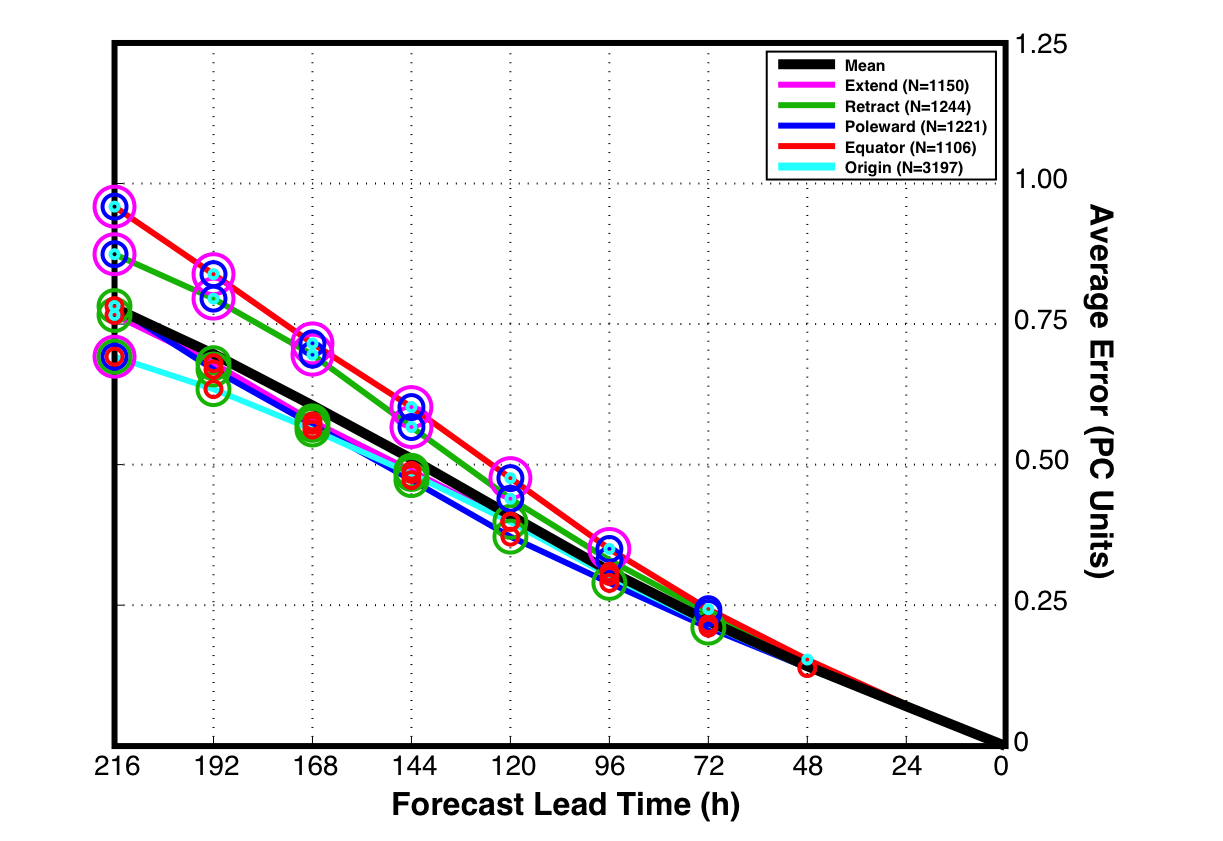 Mean
Extend (N=1150)
Retract (N=1244)
Poleward (N=1221)
Equator (N=1106)
Origin (N=3197)
1.25
1.00
0.75
0.50
0.25
0
Average Error (PC Units)
216 192 168 144 120 96 72 48 24 0
Forecast Lead Time (h)